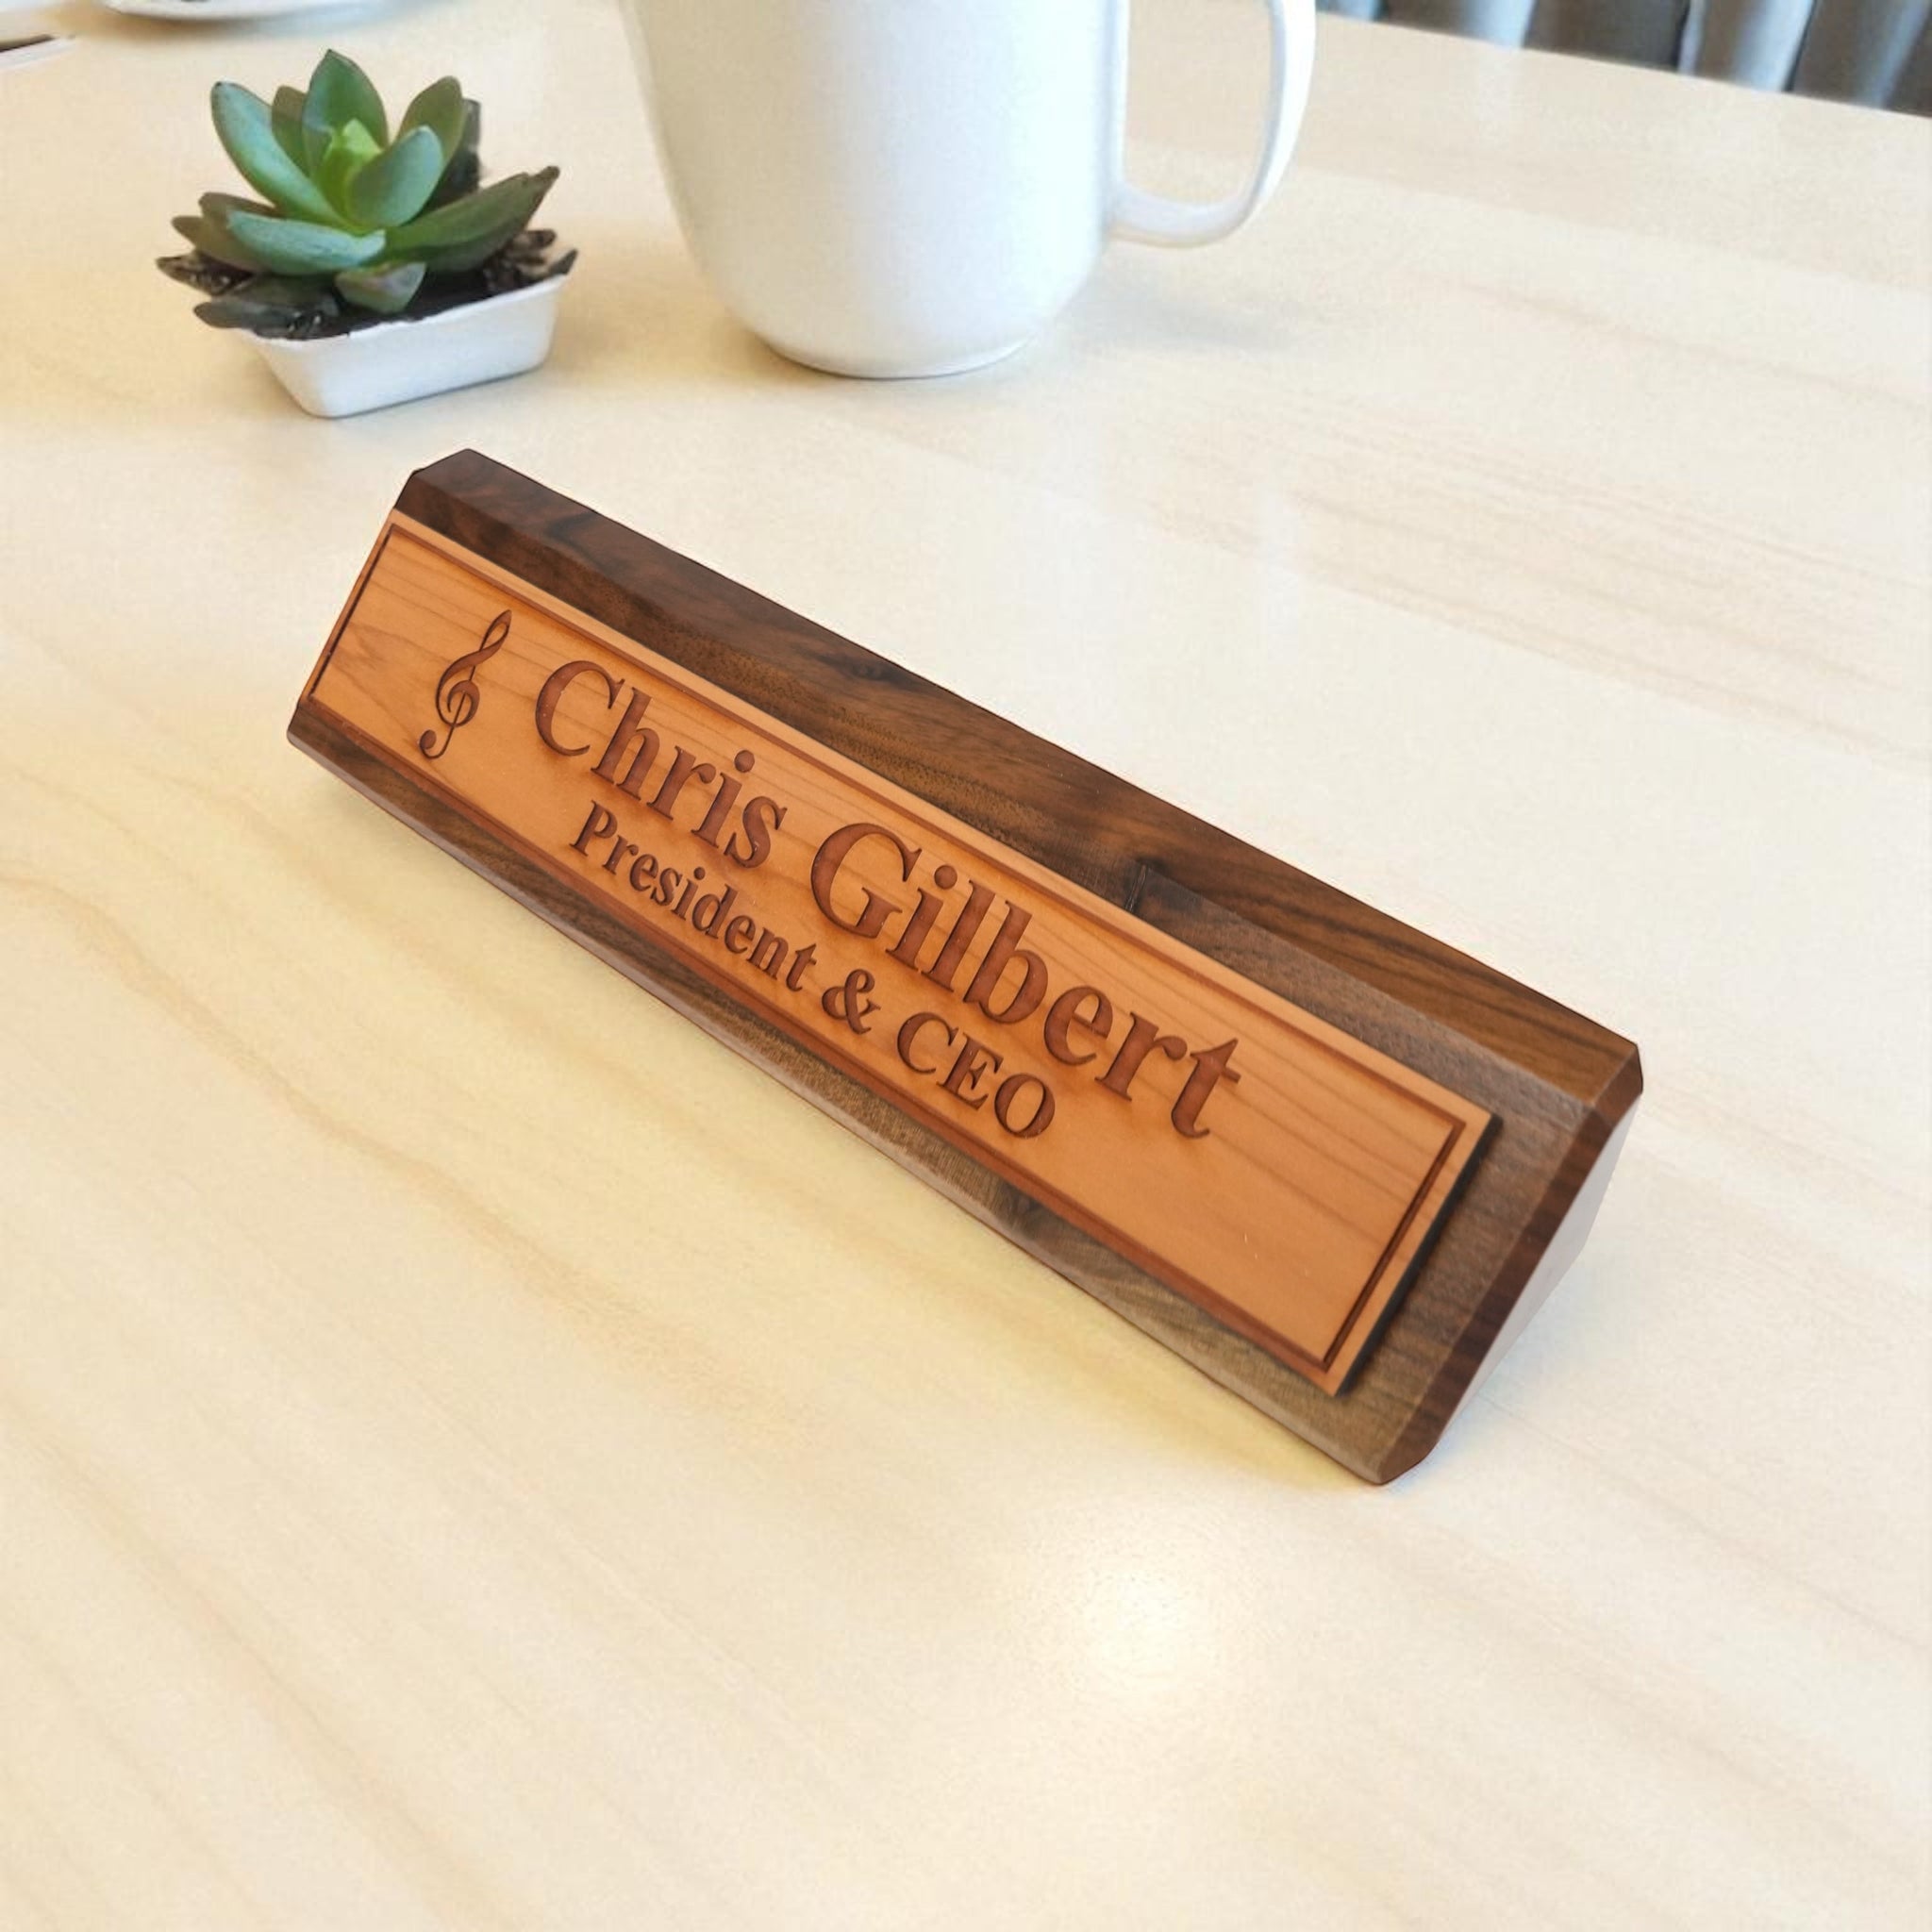 Chris Gilbert
President & CEO